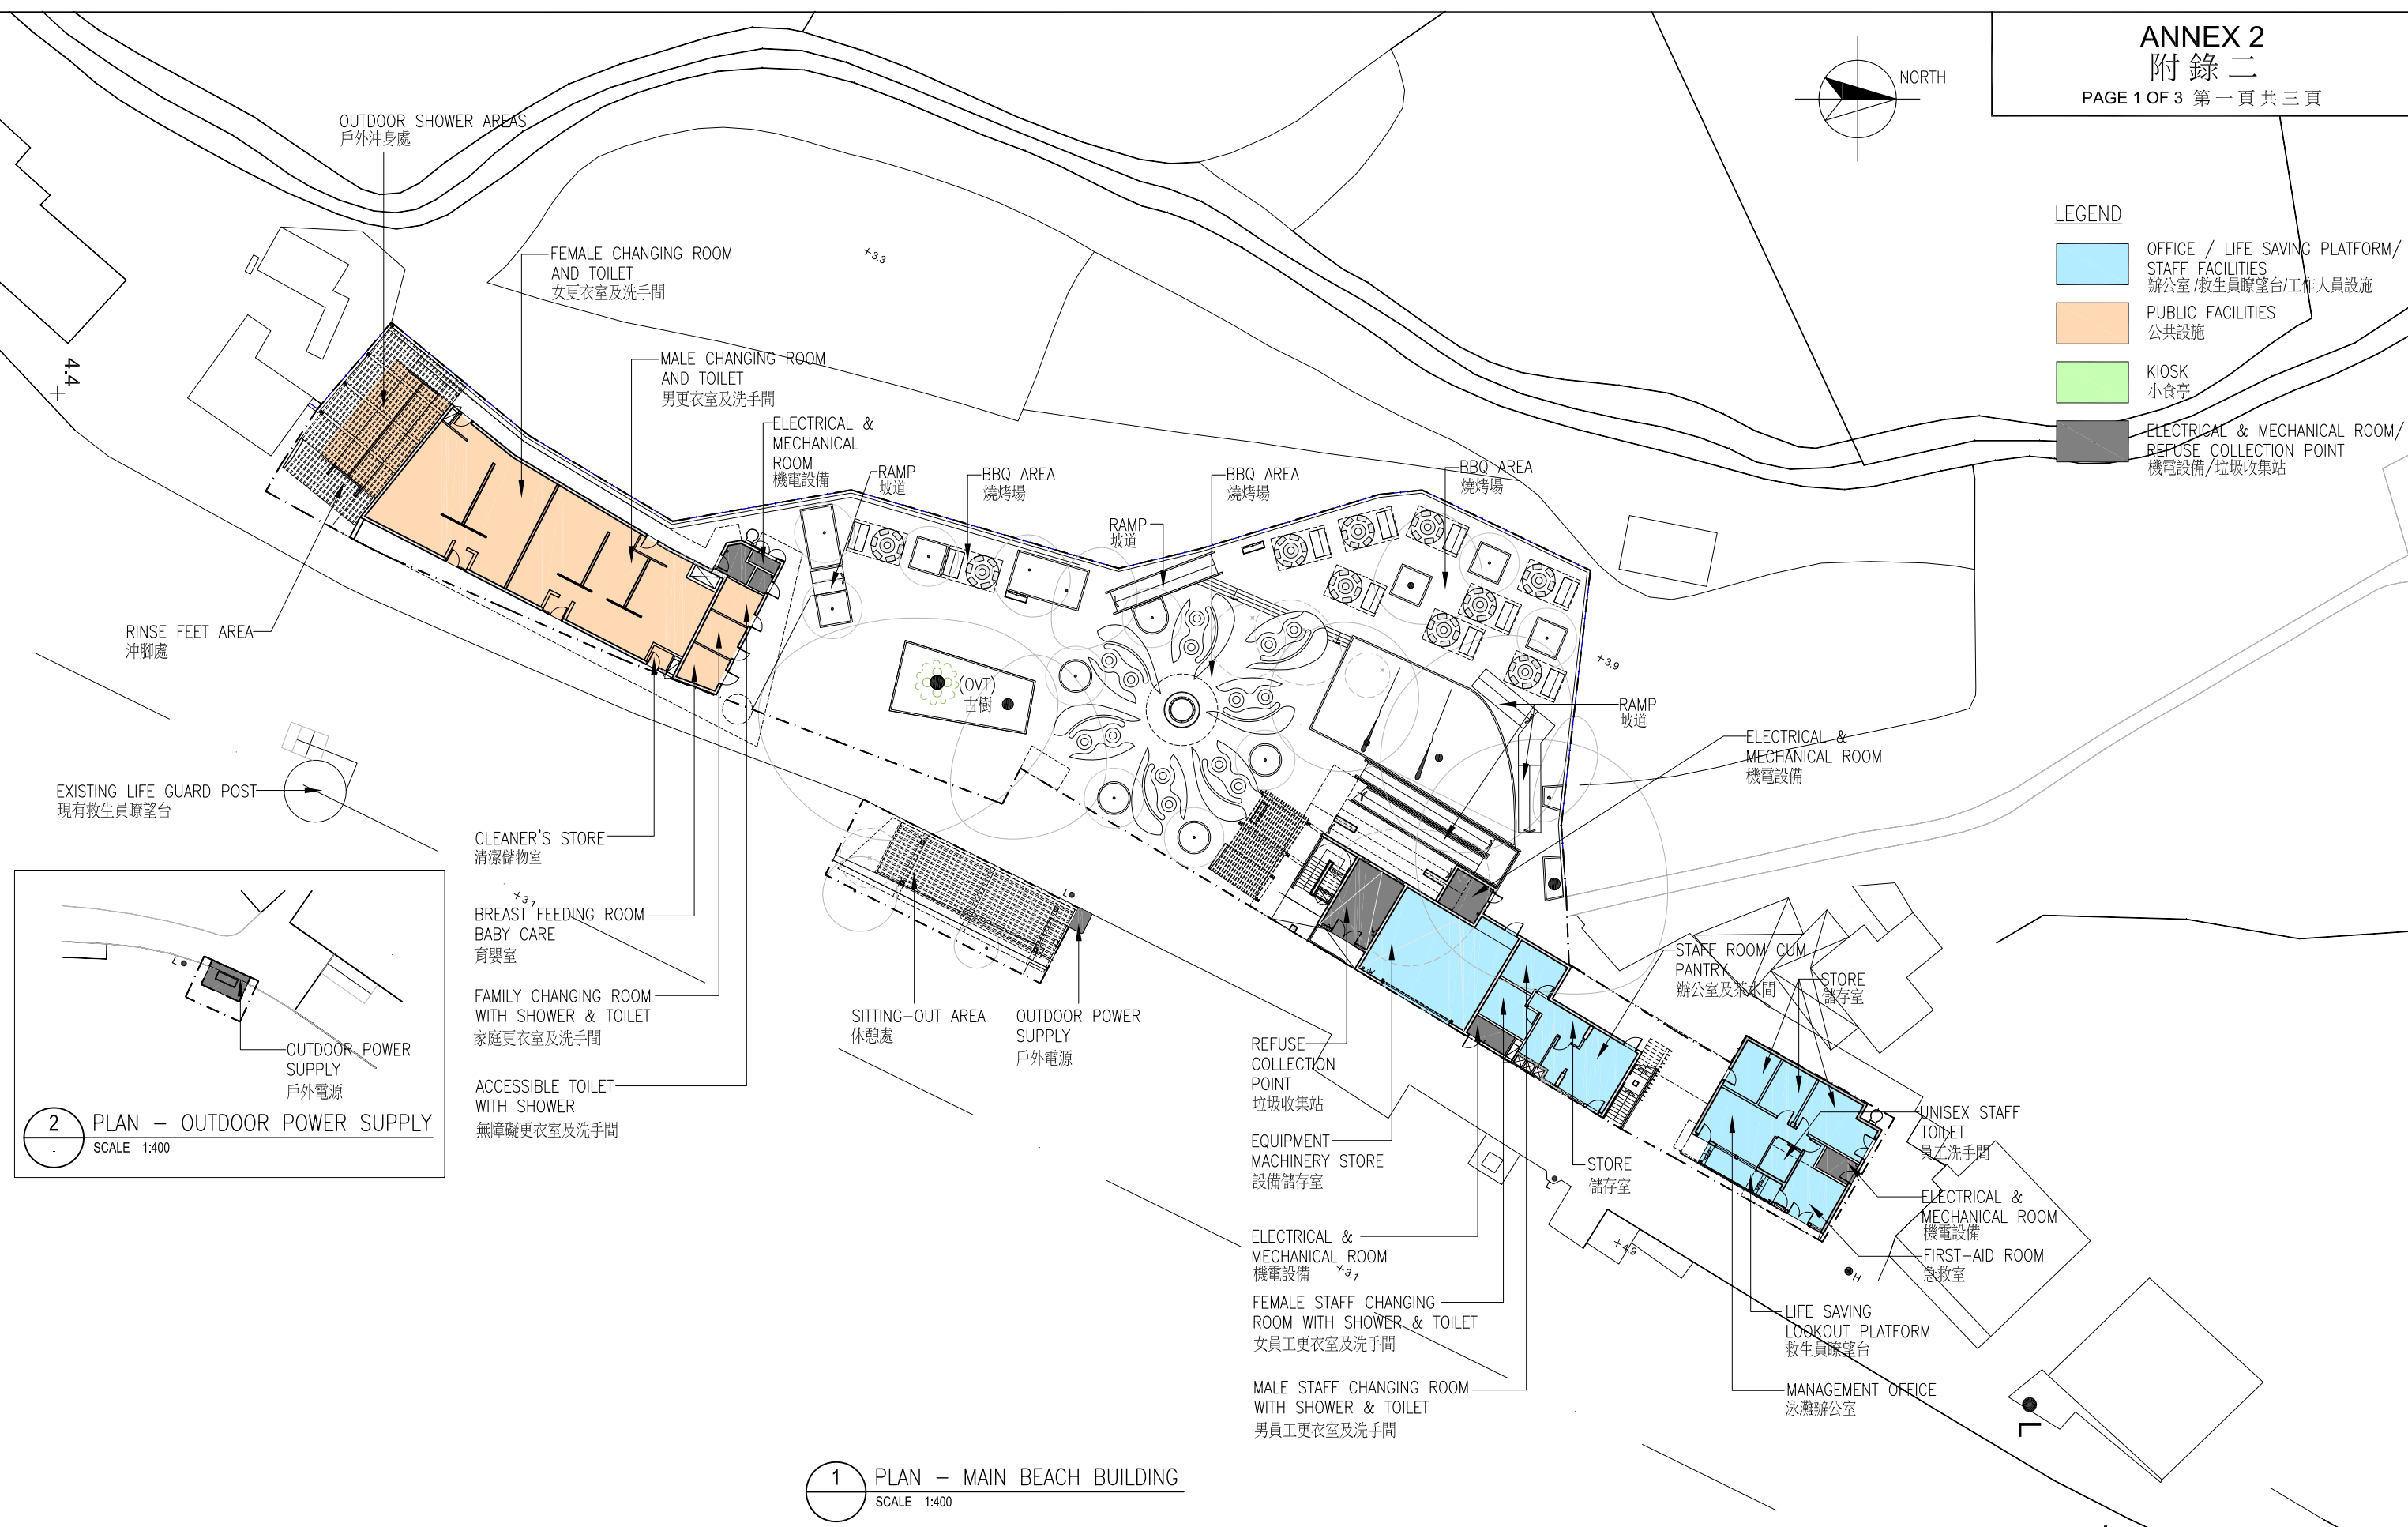 ANNEX 2
附錄二
PAGE 1 OF 3 第一頁共三頁
NORTH
LEGEND
OFFICE / LIFE SAVING PLATFORM/
STAFF FACILITIES
辦公室/救生員瞭望台/工作人員設施
PUBLIC FACILITIES
公共設施
KIOSK
小食亭
ELECTRICAL & MECHANICAL ROOM/
REFUSE COLLECTION POINT
機電設備/垃圾收集站
OUTDOOR SHOWER AREAS
戶外沖身處
FEMALE CHANGING ROOM
AND TOILET
女更衣室及洗手間
+3.3
MALE CHANGING ROOM
AND TOILET
男更衣室及洗手間
4.4
ELECTRICAL &
MECHANICAL
ROOM
機電設備
RAMP
坡道
BBQ AREA
燒烤場
RAMP
坡道
BBQ AREA
燒烤場
BBQ AREA
燒烤場
RINSE FEET AREA
沖腳處
(OVT)
古樹
+3.9
RAMP
坡道
ELECTRICAL &
MECHANICAL ROOM
機電設備
EXISTING LIFE GUARD POST
現有救生員瞭望台
CLEANER'S STORE
清潔儲物室
+3.1
BREAST FEEDING ROOM
BABY CARE
育嬰室
FAMILY CHANGING ROOM
WITH SHOWER & TOILET
家庭更衣室及洗手間
ACCESSIBLE TOILET
WITH SHOWER
無障礙更衣室及洗手間
L
SITTING-OUT AREA
休憩處
OUTDOOR POWER
SUPPLY
戶外電源
STAFF ROOM CUM
PANTRY
辦公室及茶水間
STORE
儲存室
REFUSE
COLLECTION
POINT
垃圾收集站
EQUIPMENT
MACHINERY STORE
設備儲存室
STORE
儲存室
UNISEX STAFF
TOILET
員工洗手間
ELECTRICAL &
MECHANICAL ROOM
機電設備
FIRST-AID ROOM
急救室
ELECTRICAL &
MECHANICAL ROOM
機電設備
+3.1
L
+4.9
H
FEMALE STAFF CHANGING
ROOM WITH SHOWER & TOILET
女員工更衣室及洗手間
LIFE SAVING
LOOKOUT PLATFORM
救生員瞭望台
MALE STAFF CHANGING ROOM
WITH SHOWER & TOILET
男員工更衣室及洗手間
MANAGEMENT OFFICE
泳灘辦公室
L
L
OUTDOOR POWER
SUPPLY
戶外電源
2 PLAN - OUTDOOR POWER SUPPLY
SCALE 1:400
1 PLAN - MAIN BEACH BUILDING
SCALE 1:400